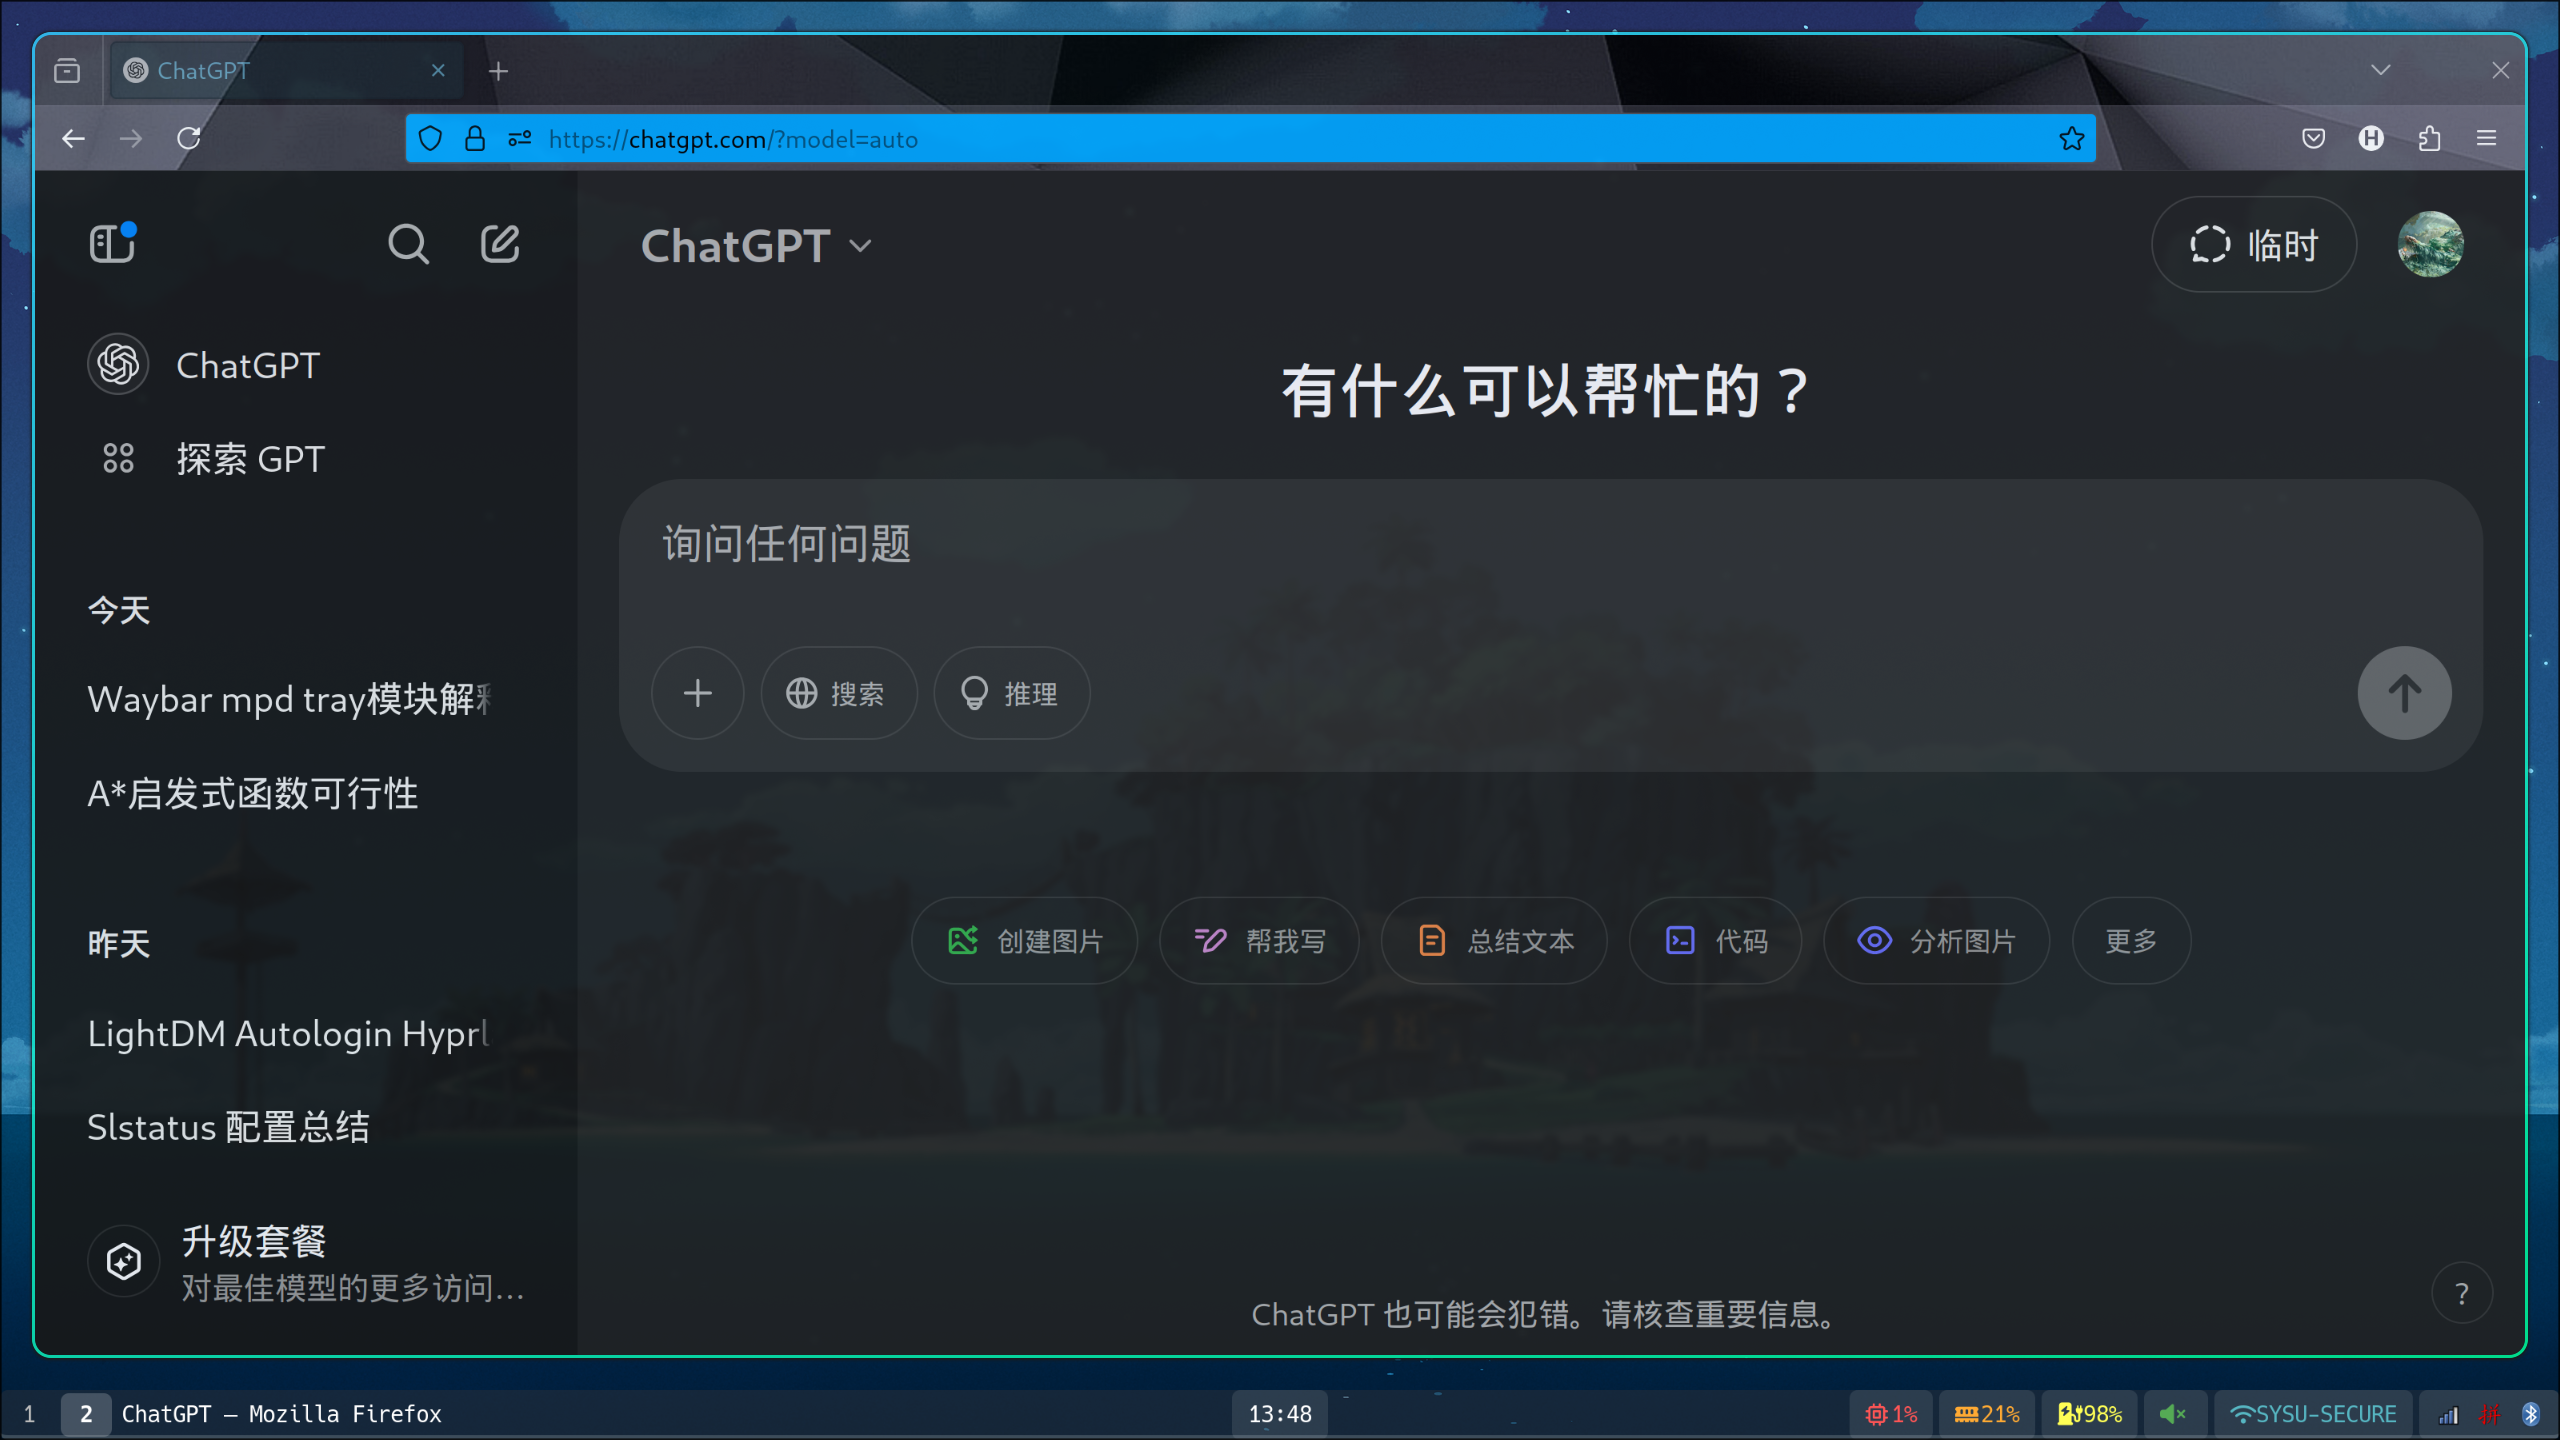 ChatGPT
https://chatgpt.com/?model=auto
ChatGPT
临时
ChatGPT
探索 GPT
今天
Waybar mpd tray模块解
A*启发式函数可行性
昨天
LightDM Autologin Hyprl
Slstatus 配置总结
升级套餐
对最佳模型的更多访问…
有什么可以帮忙的？
询问任何问题
搜索
推理
创建图片
帮我写
总结文本
代码
分析图片
更多
ChatGPT 也可能会犯错。请核查重要信息。
?
1
2
ChatGPT — Mozilla Firefox
13:48
1%
21%
98%
SYSU-SECURE
拼